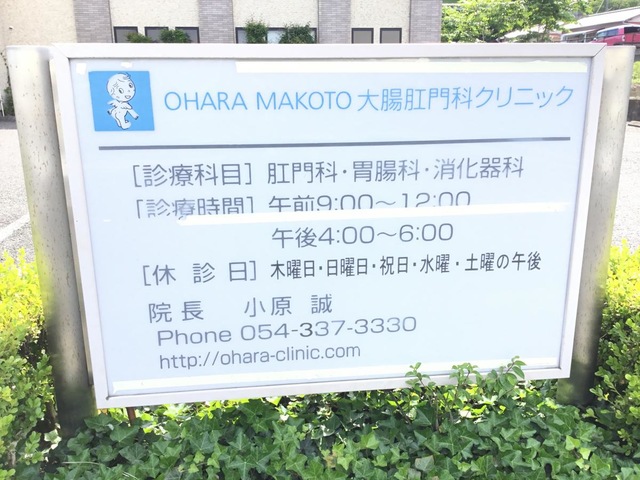 OHARA MAKOTO 大腸肛門科クリニック
[診療科目] 肛門科・胃腸科・消化器科
[診療時間] 午前9:00〜12:00
午後4:00〜6:00
[休診日] 木曜日・日曜日・祝日・水曜・土曜の午後
院長 小原 誠
Phone 054-337-3330
http://ohara-clinic.com